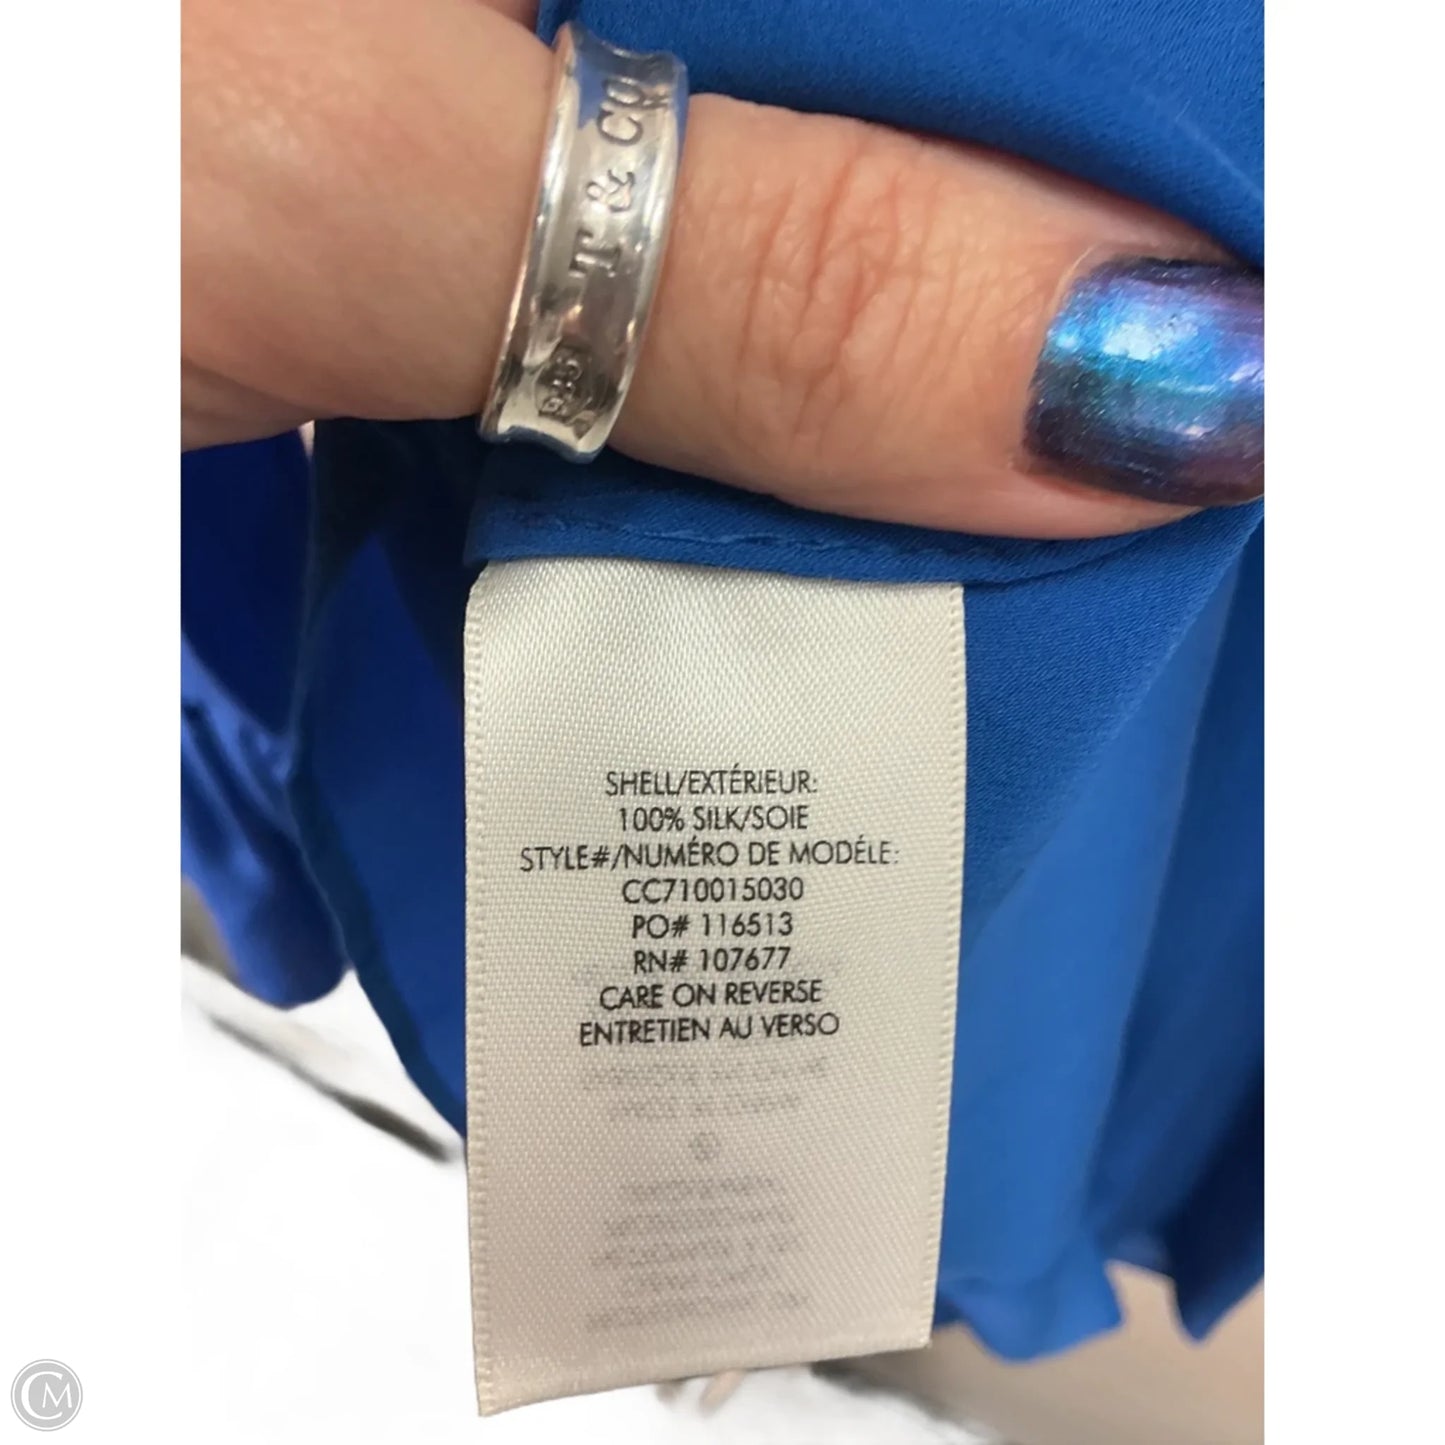 T & CO
925
SHELL/EXTÉRIEUR:
100% SILK/SOIE
STYLE#/NUMÉRO DE MODÉLE:
CC710015030
PO# 116513
RN# 107677
CARE ON REVERSE
ENTRETIEN AU VERSO
CM